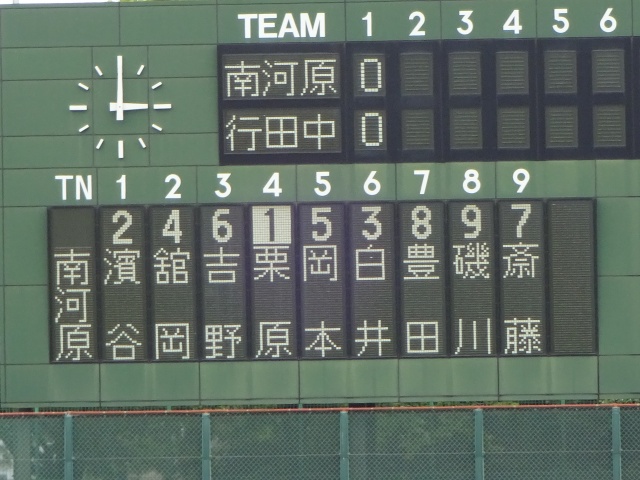 TEAM 1 2 3 4 5 6
南河原 0
行田中 0
TN 1 2 3 4 5 6 7 8 9
2 4 6 1 5 3 8 9 7
南河原
濱谷
舘岡
吉野
栗原
岡本
白井
豊田
磯川
斎藤